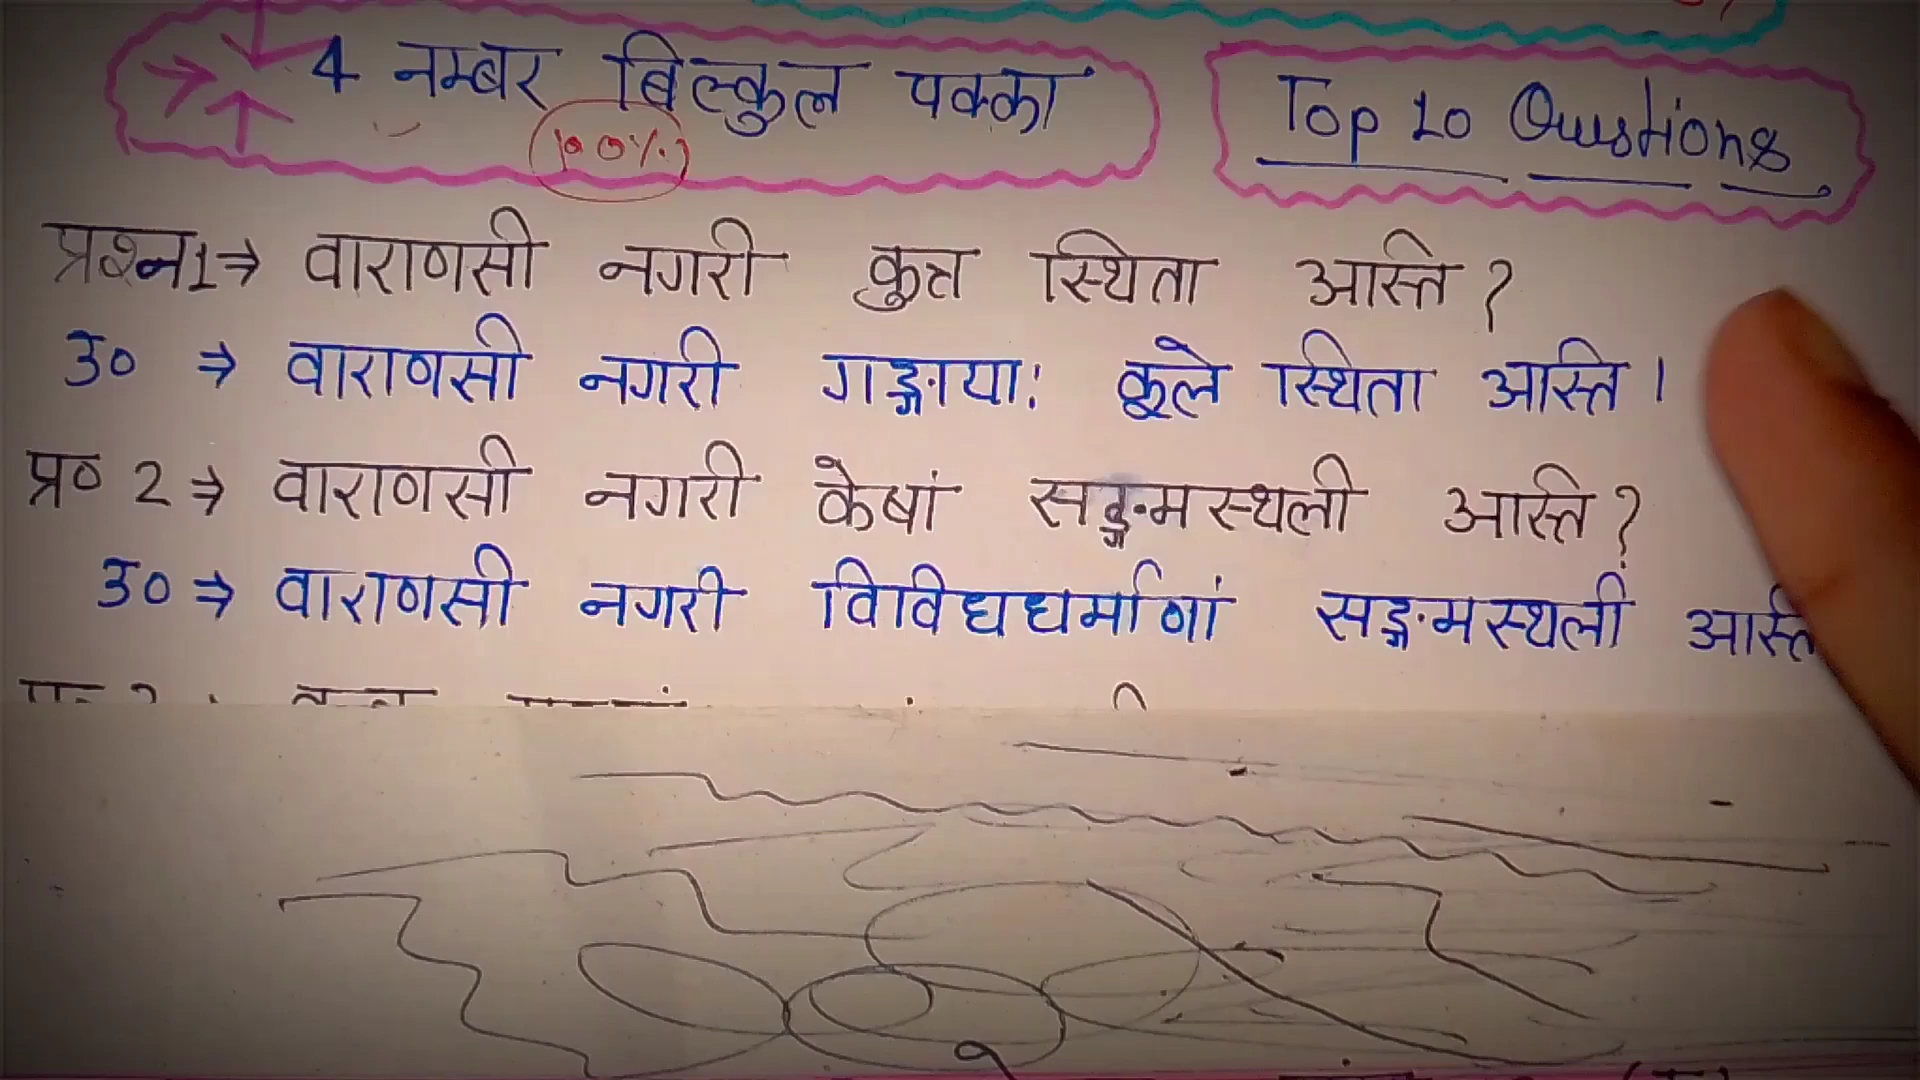 4 नम्बर बिल्कुल पक्का
100%
Top 10 Questions
प्रश्न1⇒ वाराणसी नगरी कुत्र स्थिता अस्ति ?
उ० ⇒ वाराणसी नगरी गङ्गायाः कूले स्थिता अस्ति ।
प्र० 2⇒ वाराणसी नगरी केषां सङ्गमस्थली अस्ति ?
उ० ⇒ वाराणसी नगरी विविधधर्माणां सङ्गमस्थली अस्ति